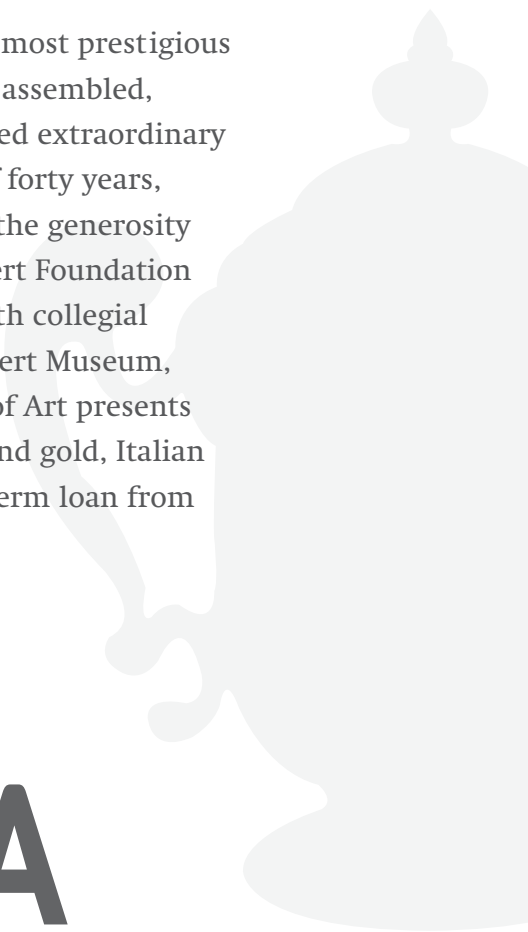 most prestigious
assembled,
ed extraordinary
forty years,
the generosity
ert Foundation
th collegial
ert Museum,
of Art presents
nd gold, Italian
erm loan from
A